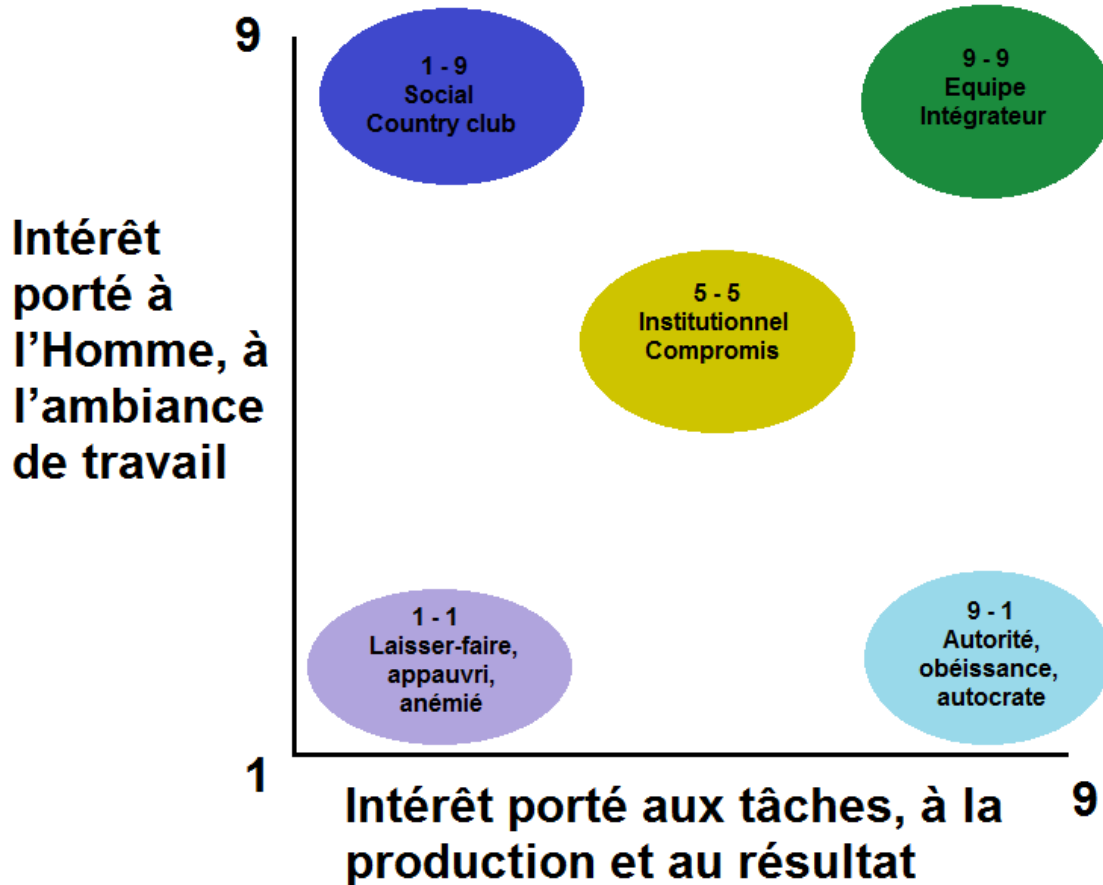 9
1 - 9
Social
Country club
9 - 9
Equipe
Intégrateur
Intérêt
porté à
l’Homme, à
l’ambiance
de travail
5 - 5
Institutionnel
Compromis
1 - 1
Laisser-faire,
appauvri,
anémié
9 - 1
Autorité,
obéissance,
autocrate
1
Intérêt porté aux tâches, à la
production et au résultat
9